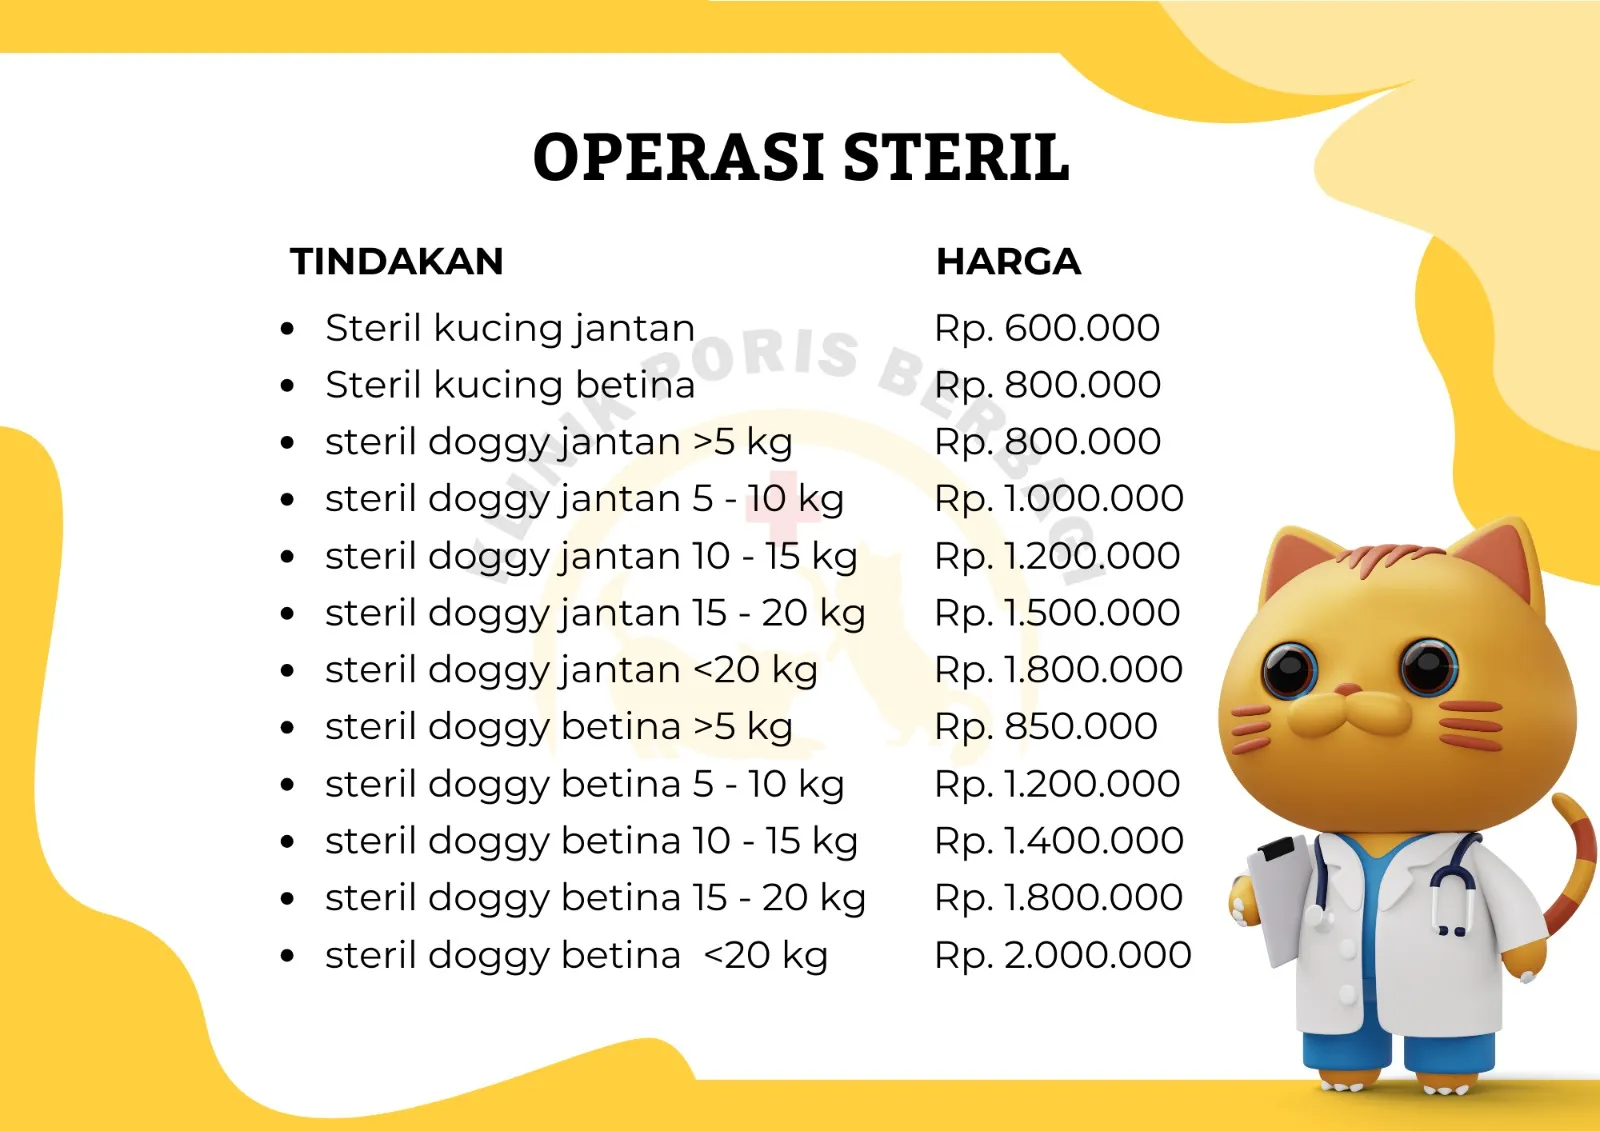 OPERASI STERIL
TINDAKAN HARGA
• Steril kucing jantan Rp. 600.000
• Steril kucing betina Rp. 800.000
• steril doggy jantan >5 kg Rp. 800.000
• steril doggy jantan 5 - 10 kg Rp. 1.000.000
• steril doggy jantan 10 - 15 kg Rp. 1.200.000
• steril doggy jantan 15 - 20 kg Rp. 1.500.000
• steril doggy jantan <20 kg Rp. 1.800.000
• steril doggy betina >5 kg Rp. 850.000
• steril doggy betina 5 - 10 kg Rp. 1.200.000
• steril doggy betina 10 - 15 kg Rp. 1.400.000
• steril doggy betina 15 - 20 kg Rp. 1.800.000
• steril doggy betina  <20 kg Rp. 2.000.000
KLINIK PORIS BERBAGI